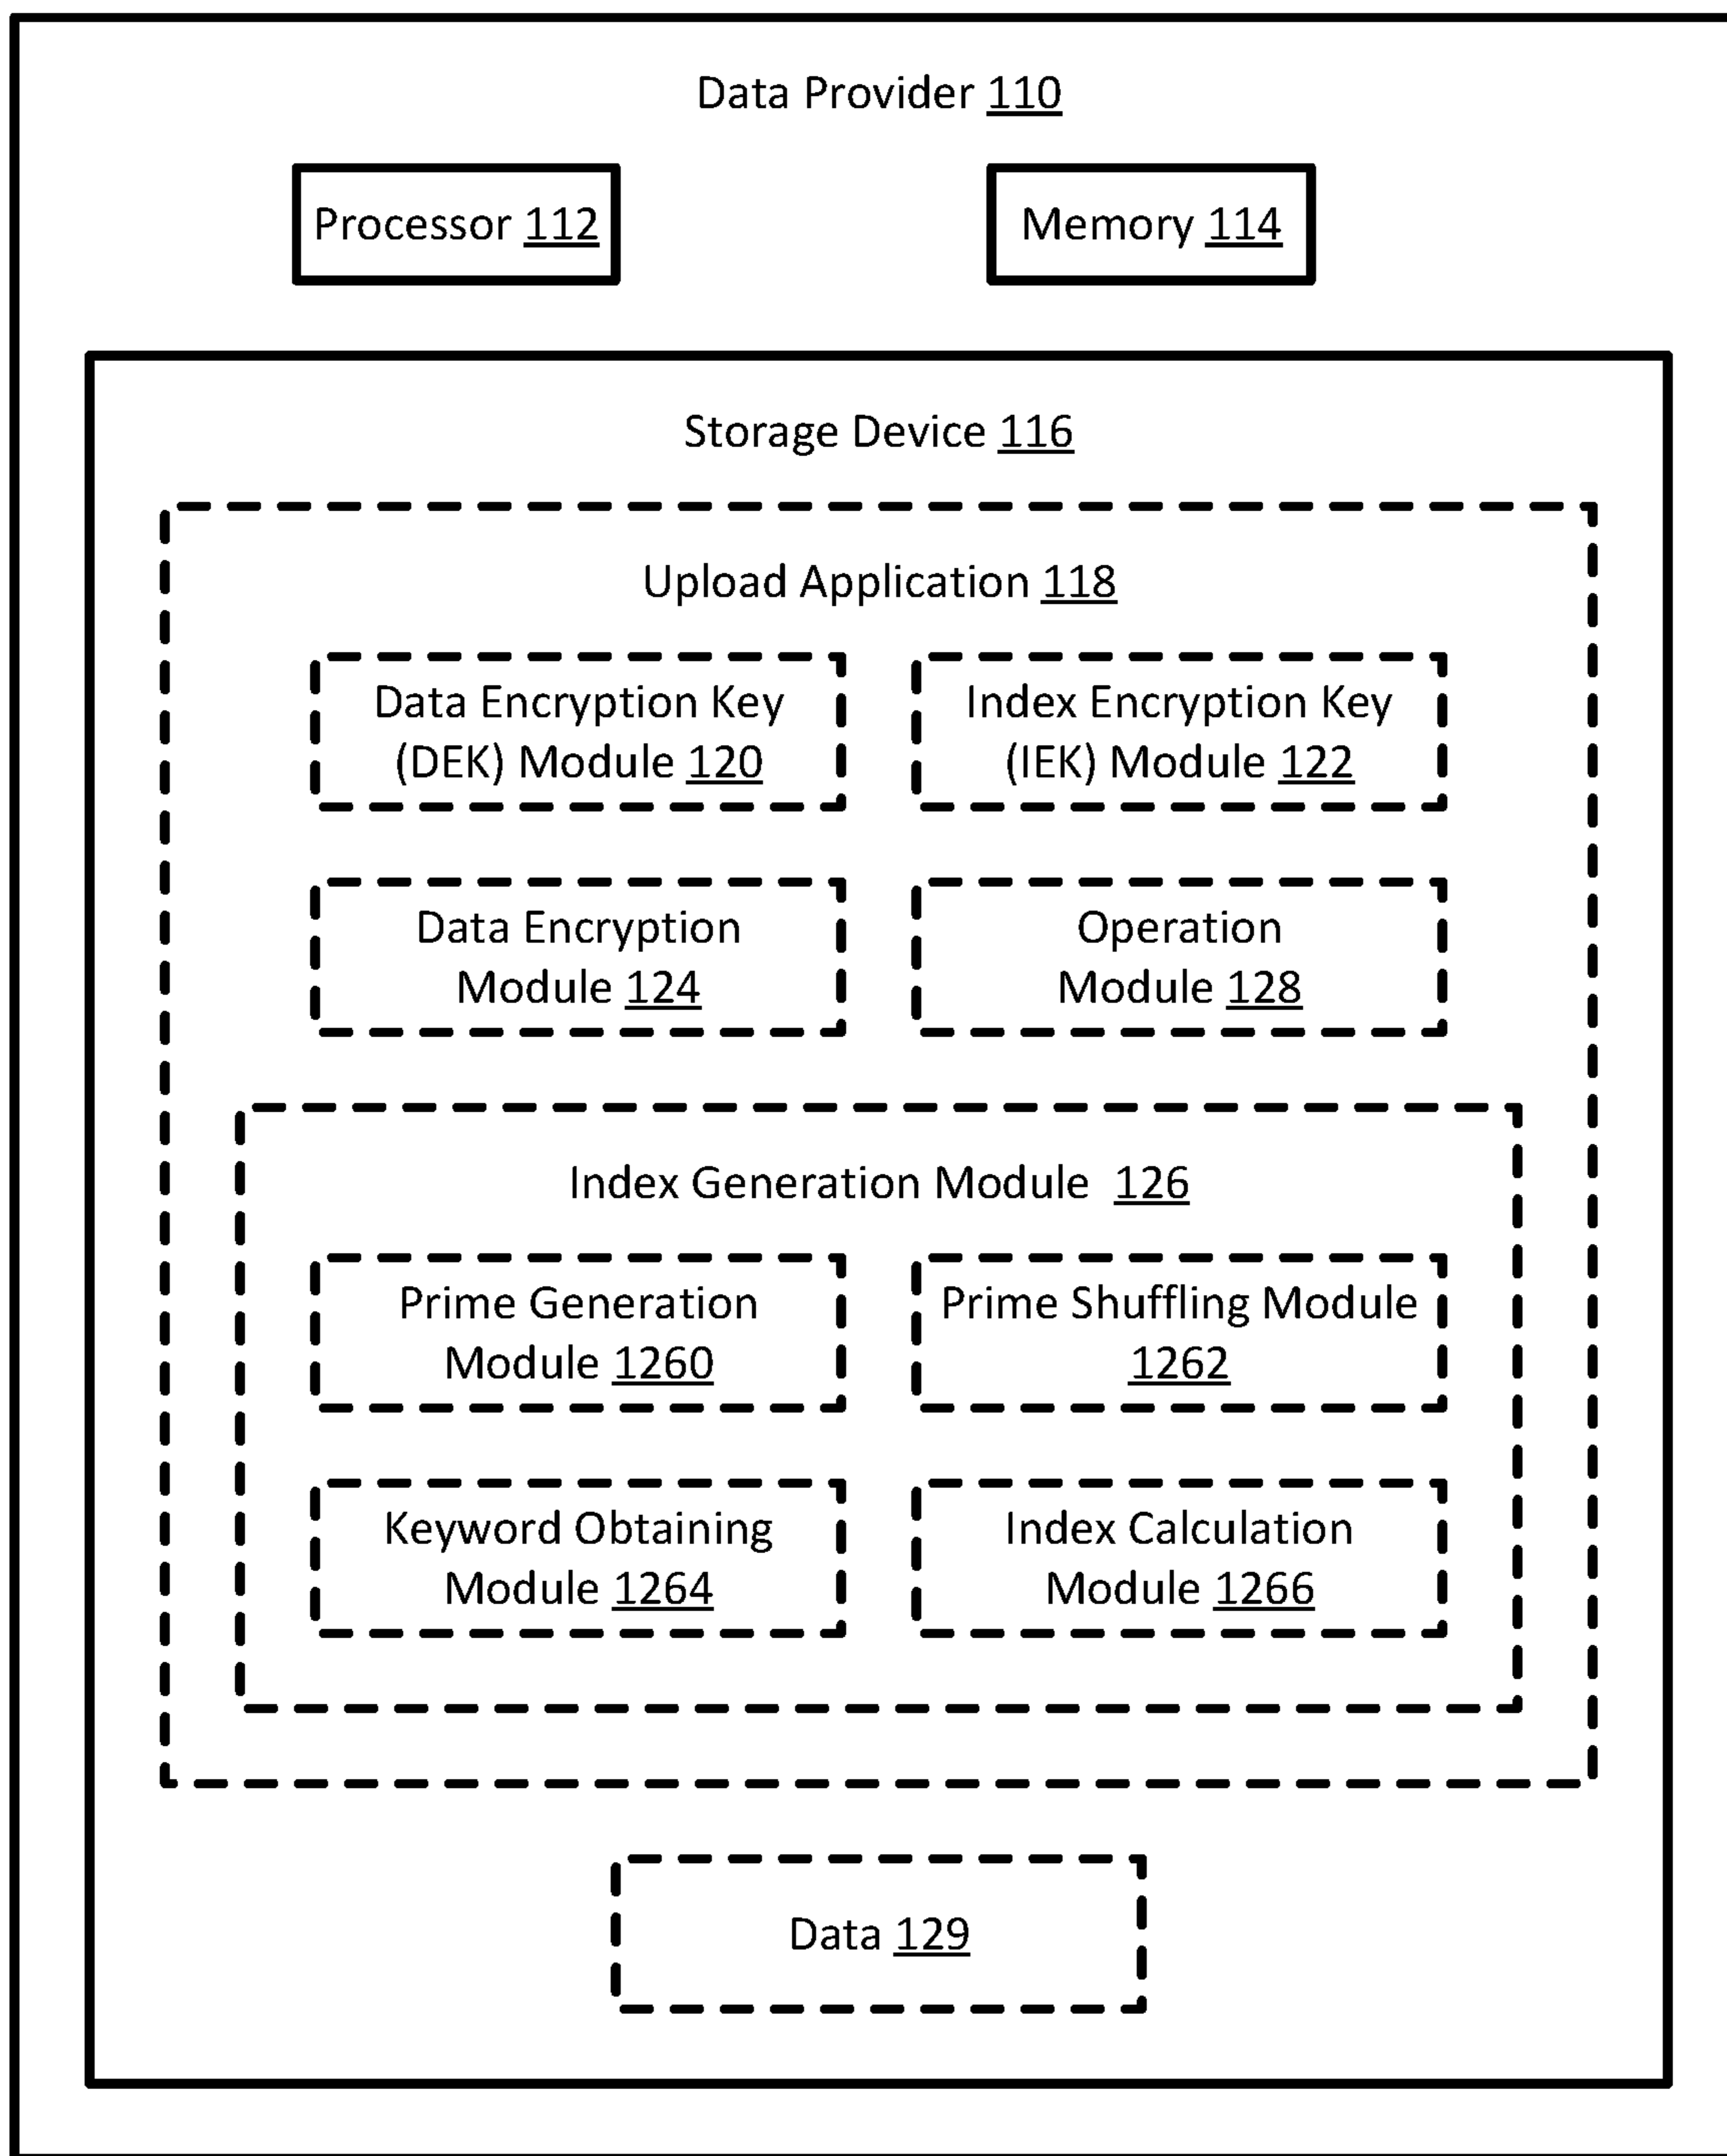 Data Provider 110
Processor 112
Memory 114
Storage Device 116
Upload Application 118
Data Encryption Key
(DEK) Module 120
Index Encryption Key
(IEK) Module 122
Data Encryption
Module 124
Operation
Module 128
Index Generation Module 126
Prime Generation
Module 1260
Prime Shuffling Module
1262
Keyword Obtaining
Module 1264
Index Calculation
Module 1266
Data 129